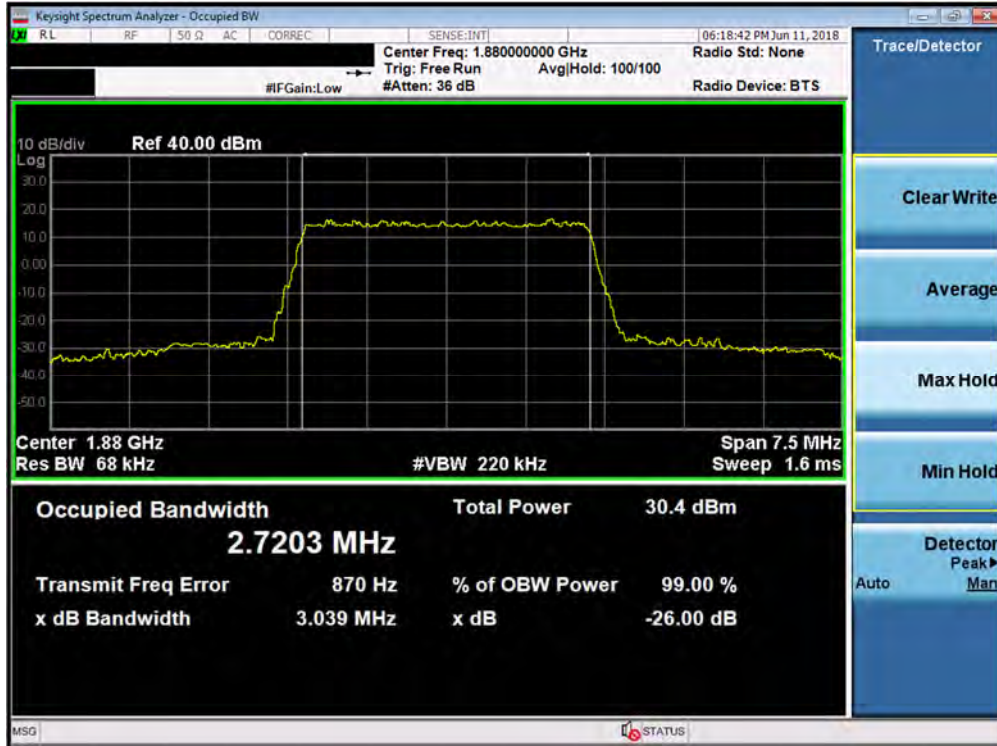 Keysight Spectrum Analyzer - Occupied BW
LXI RL RF 50 Ω AC CORREC SENSE:INT 06:18:42 PM Jun 11, 2018
Center Freq: 1.880000000 GHz Radio Std: None
Trig: Free Run Avg|Hold: 100/100
#IFGain:Low #Atten: 36 dB Radio Device: BTS
Trace/Detector
10 dB/div Ref 40.00 dBm
Log
30.0
20.0
10.0
0.00
-10.0
-20.0
-30.0
-40.0
-50.0
Center 1.88 GHz Span 7.5 MHz
Res BW 68 kHz #VBW 220 kHz Sweep 1.6 ms
Occupied Bandwidth Total Power 30.4 dBm
2.7203 MHz
Transmit Freq Error 870 Hz % of OBW Power 99.00 %
x dB Bandwidth 3.039 MHz x dB -26.00 dB
Clear Write
Average
Max Hold
Min Hold
Detector
Peak▶
Auto Man
MSG STATUS